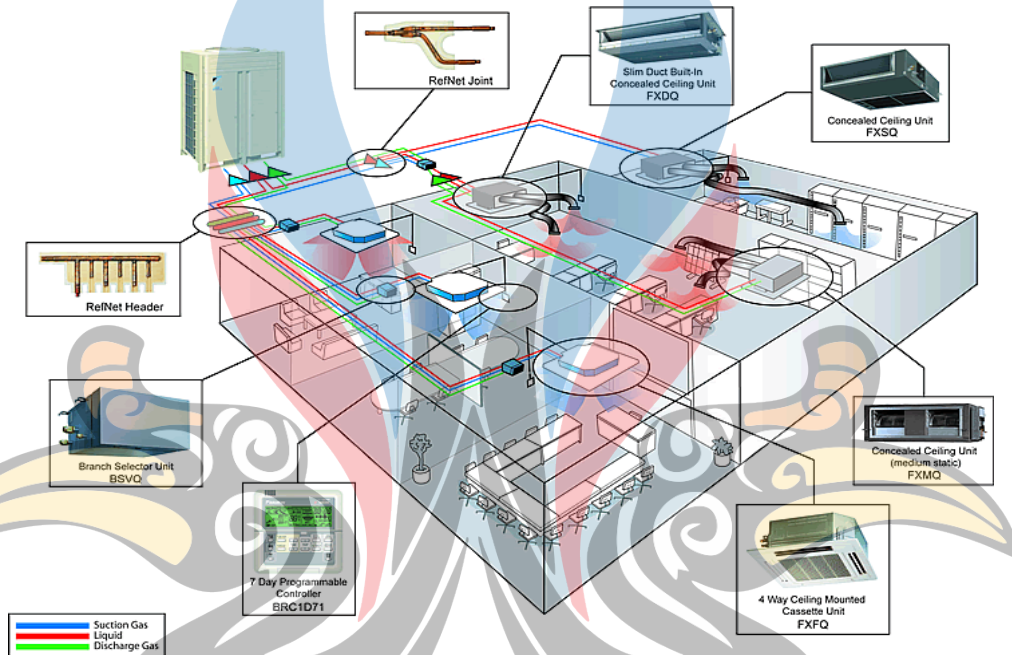 RefNet Joint
Slim Duct Built-In
Concealed Ceiling Unit
FXDQ
Concealed Ceiling Unit
FXSQ
RefNet Header
Branch Selector Unit
BSVQ
7 Day Programmable
Controller
BRC1D71
Concealed Ceiling Unit
(medium static)
FXMQ
4 Way Ceiling Mounted
Cassette Unit
FXFQ
Suction Gas
Liquid
Discharge Gas